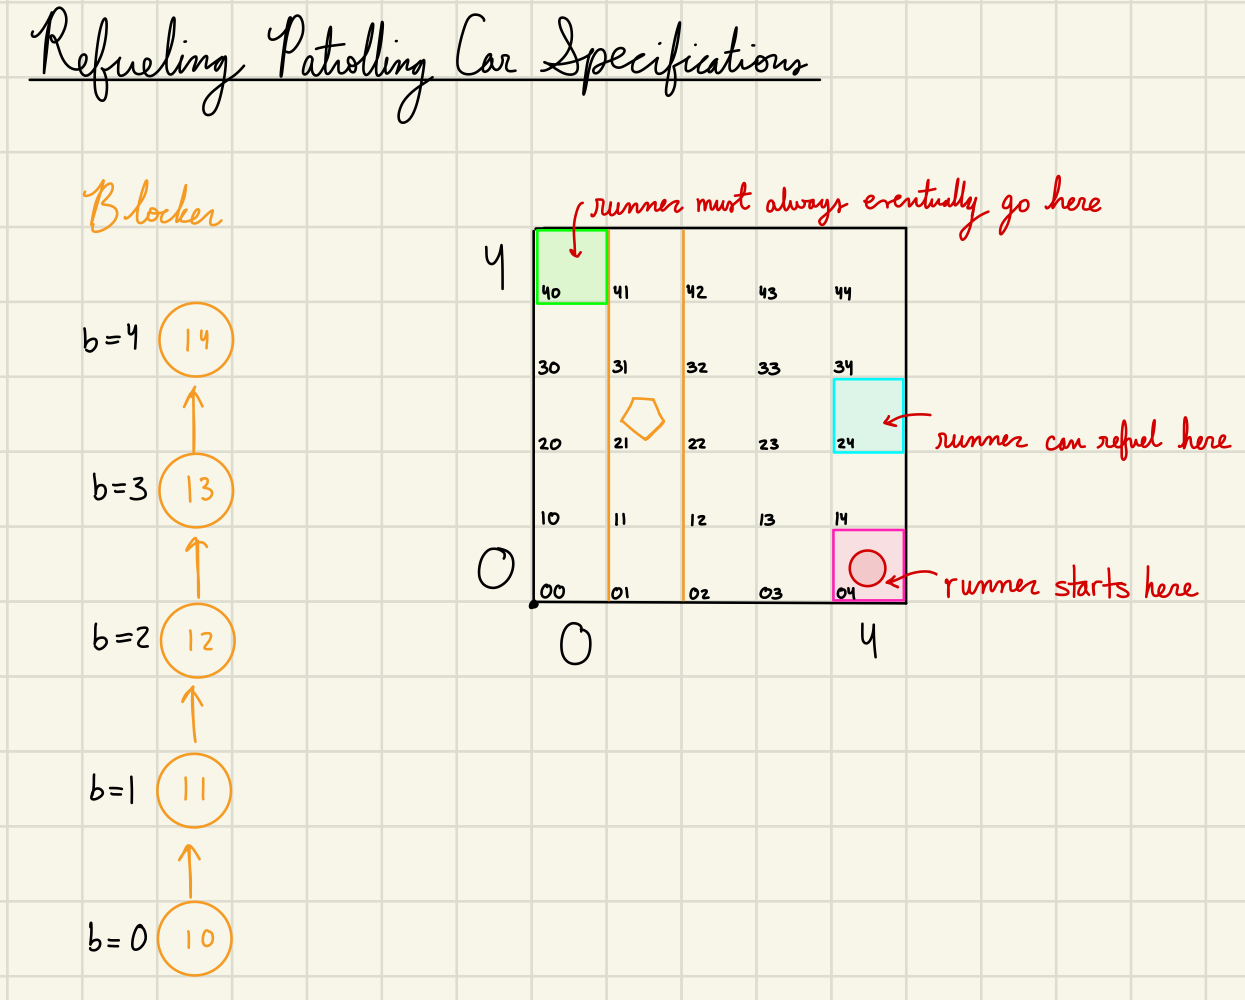 Refueling Patrolling Car Specifications
Blocker
runner must always eventually go here
4
40 41 42 43 44
b=4 14
30 31 32 33 34
20 21 22 23 24
runner can refuel here
b=3 13
10 11 12 13 14
0
00 01 02 03 04
runner starts here
0 4
b=2 12
b=1 11
b=0 10